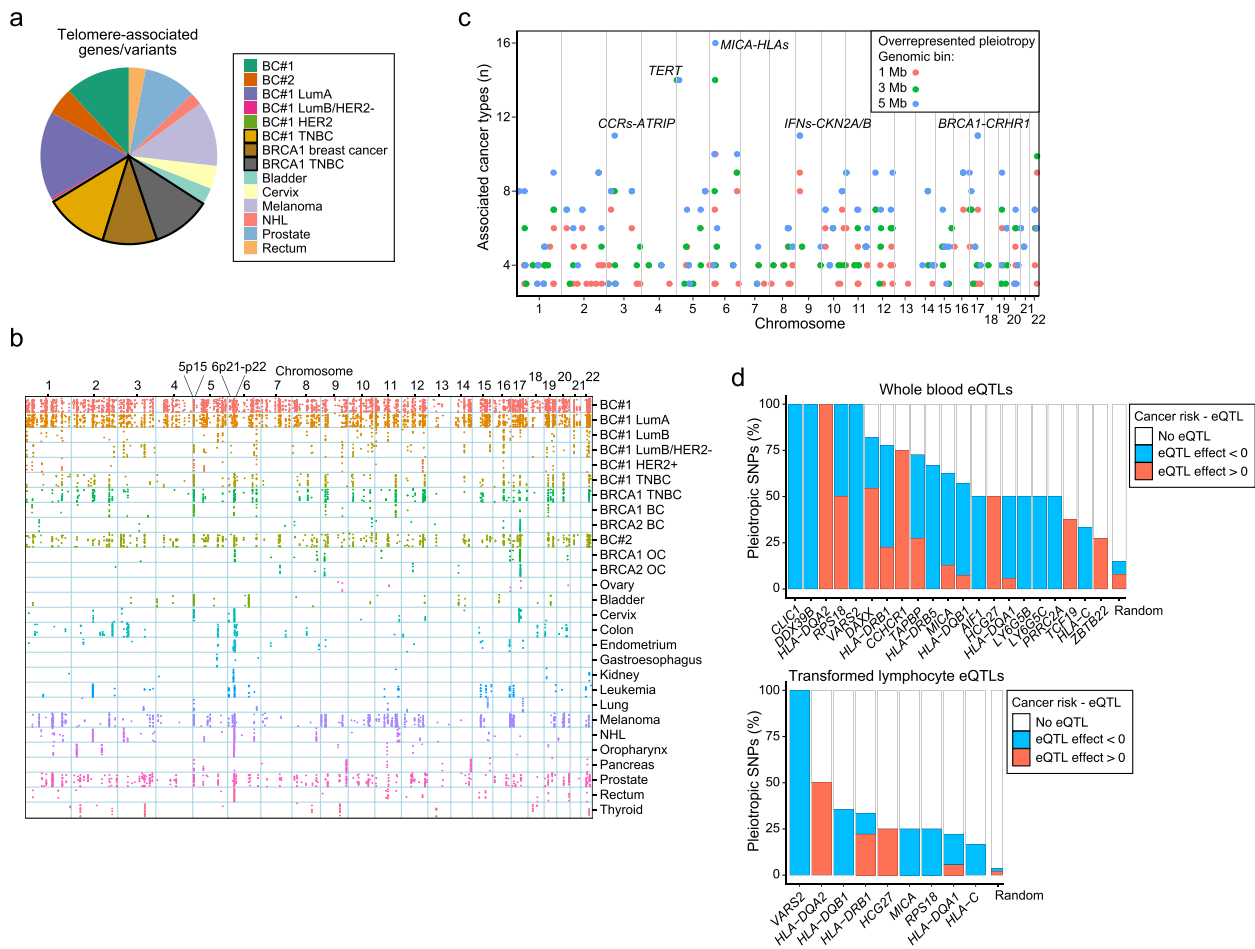 a
Telomere-associated
genes/variants
BC#1
BC#2
BC#1 LumA
BC#1 LumB/HER2-
BC#1 HER2
BC#1 TNBC
BRCA1 breast cancer
BRCA1 TNBC
Bladder
Cervix
Melanoma
NHL
Prostate
Rectum
c
Associated cancer types (n)
16
12
8
4
MICA-HLAs
TERT
CCRs-ATRIP
IFNs-CKN2A/B
BRCA1-CRHR1
Overrepresented pleiotropy
Genomic bin:
1 Mb
3 Mb
5 Mb
1 2 3 4 5 6 7 8 9 10 11 12 13 14 15 16 17 18 19 20 21 22
Chromosome
b
5p15 6p21-p22
Chromosome
1 2 3 4 5 6 7 8 9 10 11 12 13 14 15 16 17 18 19 20 21 22
BC#1
BC#1 LumA
BC#1 LumB
BC#1 LumB/HER2-
BC#1 HER2+
BC#1 TNBC
BRCA1 TNBC
BRCA1 BC
BRCA2 BC
BC#2
BRCA1 OC
BRCA2 OC
Ovary
Bladder
Cervix
Colon
Endometrium
Gastroesophagus
Kidney
Leukemia
Lung
Melanoma
NHL
Oropharynx
Pancreas
Prostate
Rectum
Thyroid
d
Whole blood eQTLs
Pleiotropic SNPs (%)
100
75
50
25
0
CLIC1
DDX39B
HLA-DQA2
RPS18
VARS2
DAXX
HLA-DRB1
CCHCR1
TAPBP
HLA-DRB5
MICA
HLA-DQB1
AIF1
HCG27
HLA-DQA1
LY6G5B
LY6G5C
PRRC2A
TCF19
HLA-C
ZBTB22
Random
Cancer risk - eQTL
No eQTL
eQTL effect < 0
eQTL effect > 0
Transformed lymphocyte eQTLs
Pleiotropic SNPs (%)
100
75
50
25
0
VARS2
HLA-DQA2
HLA-DQB1
HLA-DRB1
HCG27
MICA
RPS18
HLA-DQA1
HLA-C
Random
Cancer risk - eQTL
No eQTL
eQTL effect < 0
eQTL effect > 0